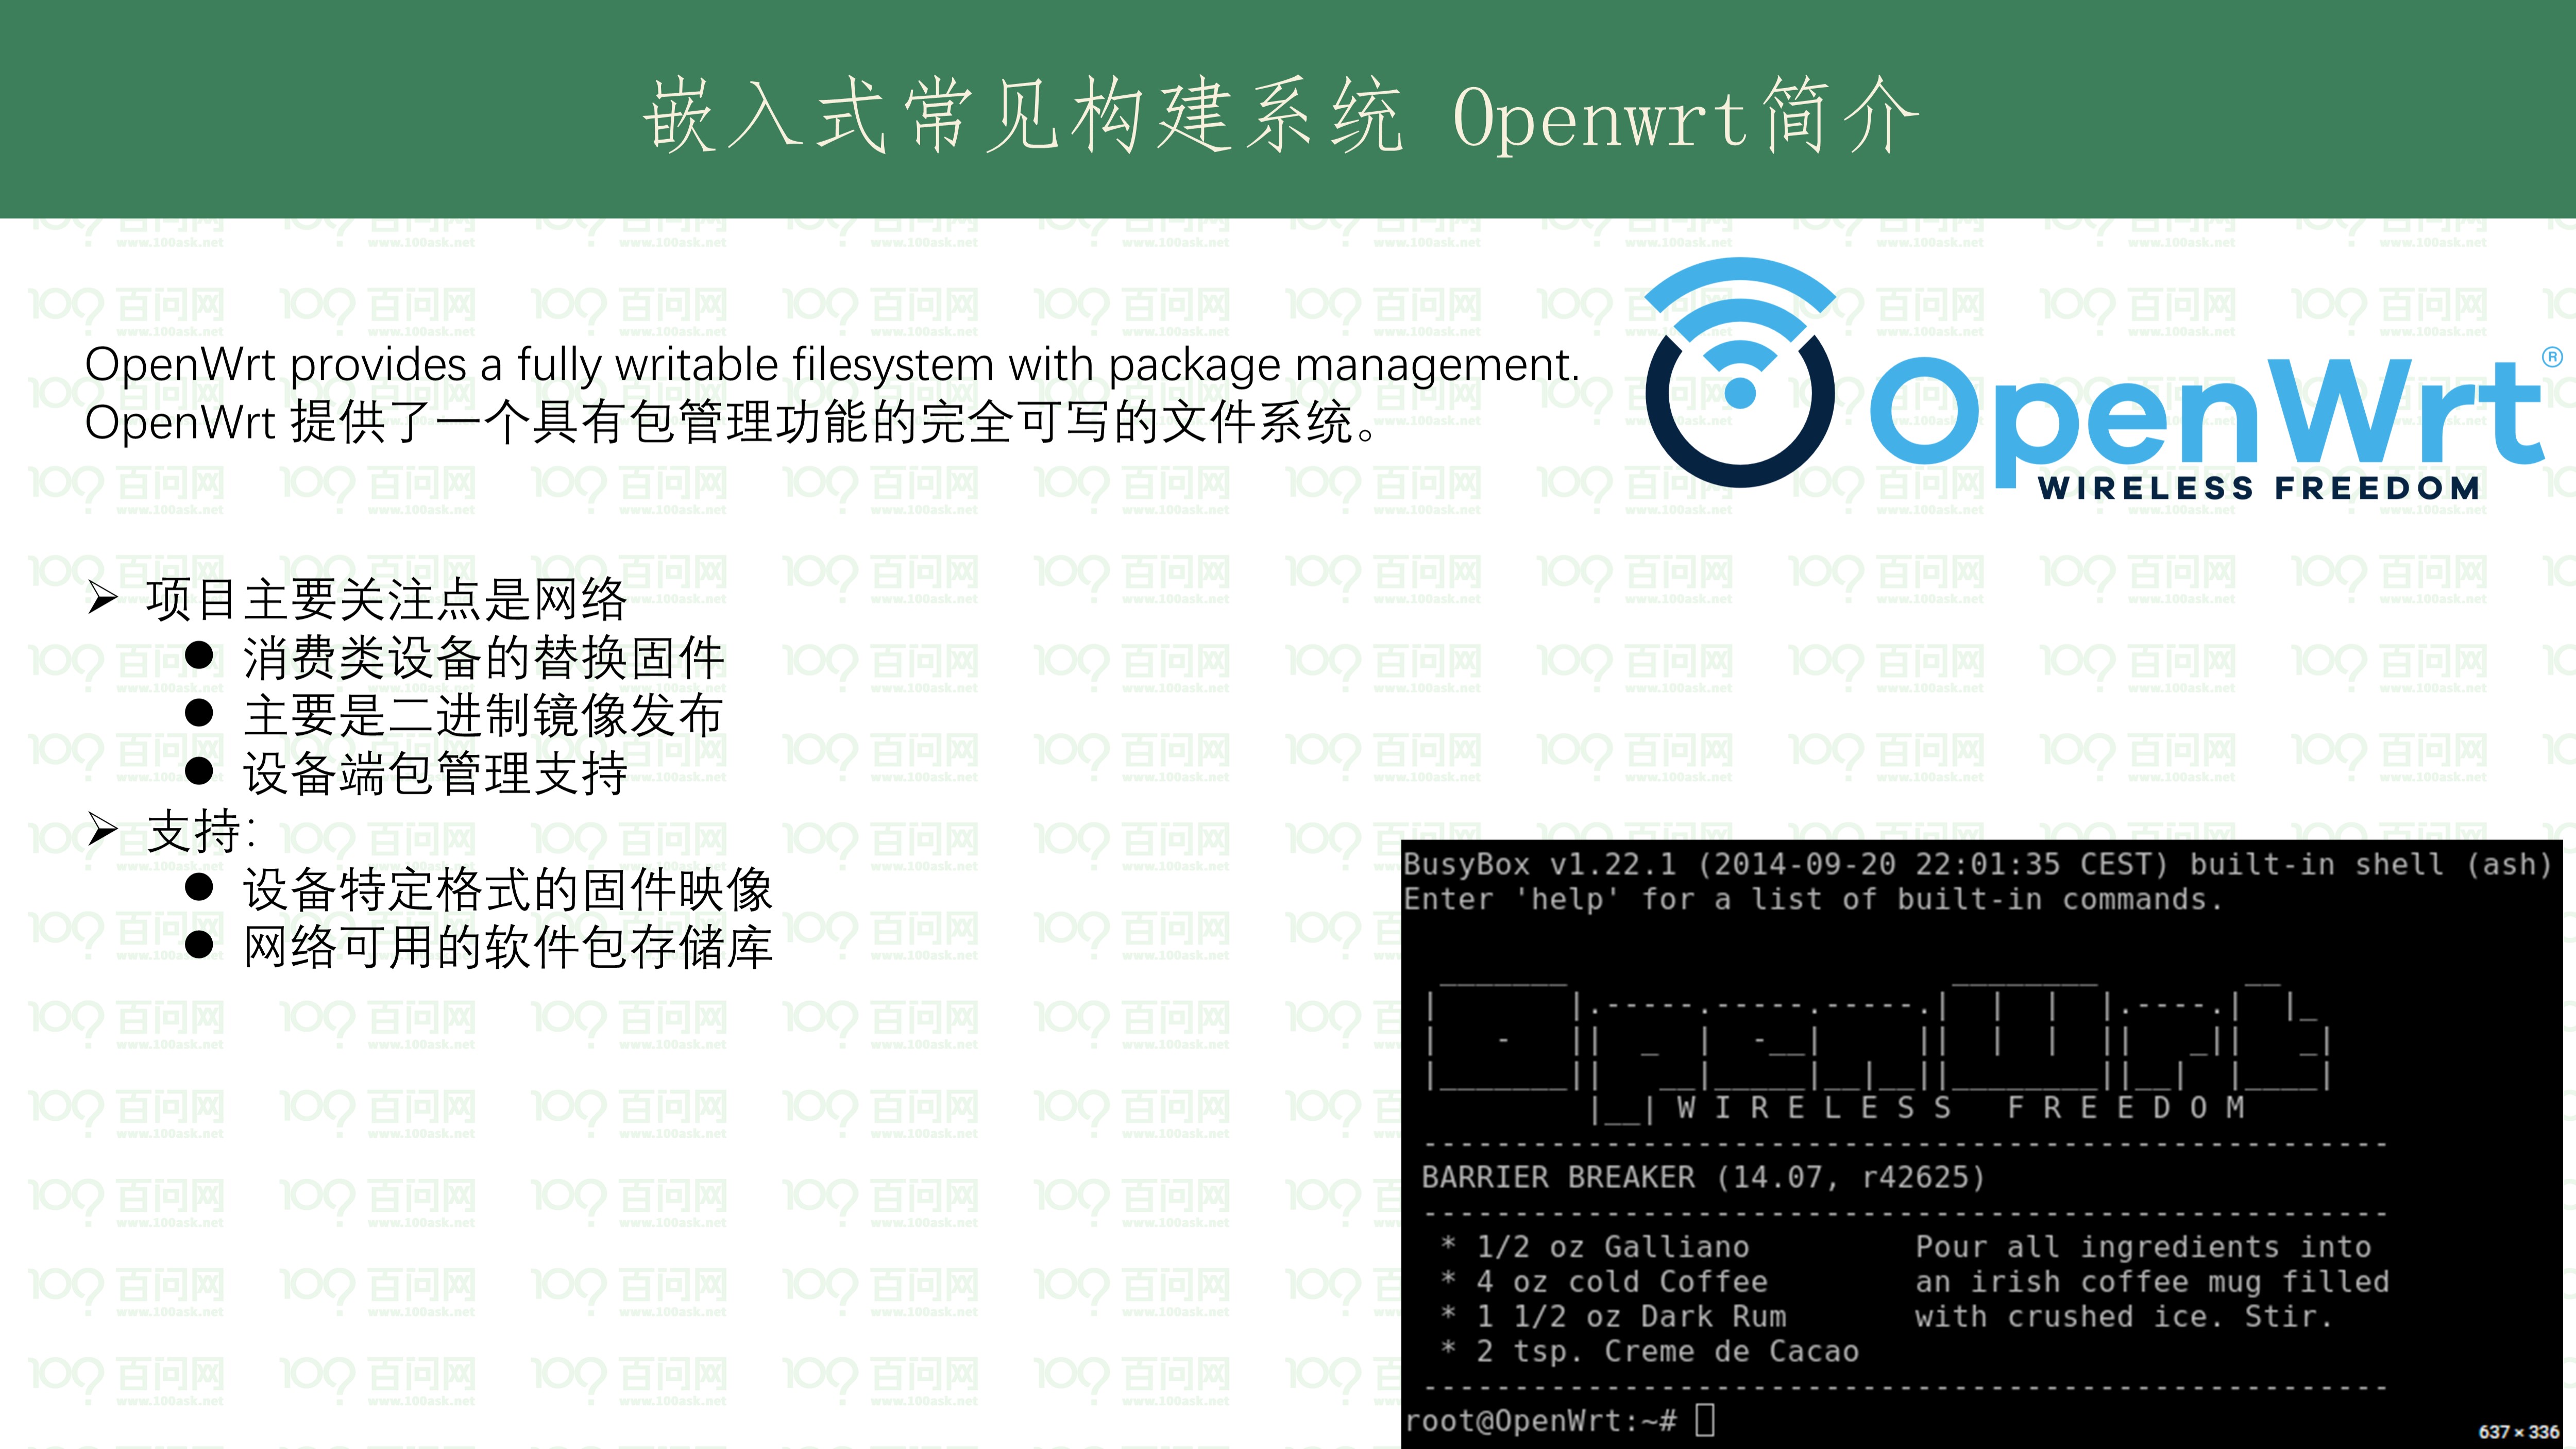 嵌入式常见构建系统 Openwrt简介
OpenWrt provides a fully writable filesystem with package management.
OpenWrt 提供了一个具有包管理功能的完全可写的文件系统。
OpenWrt®
WIRELESS FREEDOM
➢ 项目主要关注点是网络
● 消费类设备的替换固件
● 主要是二进制镜像发布
● 设备端包管理支持
➢ 支持:
● 设备特定格式的固件映像
● 网络可用的软件包存储库
BusyBox v1.22.1 (2014-09-20 22:01:35 CEST) built-in shell (ash)
Enter 'help' for a list of built-in commands.
W I R E L E S S   F R E E D O M
-----------------------------------------------------
BARRIER BREAKER (14.07, r42625)
-----------------------------------------------------
* 1/2 oz Galliano         Pour all ingredients into
* 4 oz cold Coffee        an irish coffee mug filled
* 1 1/2 oz Dark Rum       with crushed ice. Stir.
* 2 tsp. Creme de Cacao
-----------------------------------------------------
root@OpenWrt:~#
637 × 336
百问网
www.100ask.net